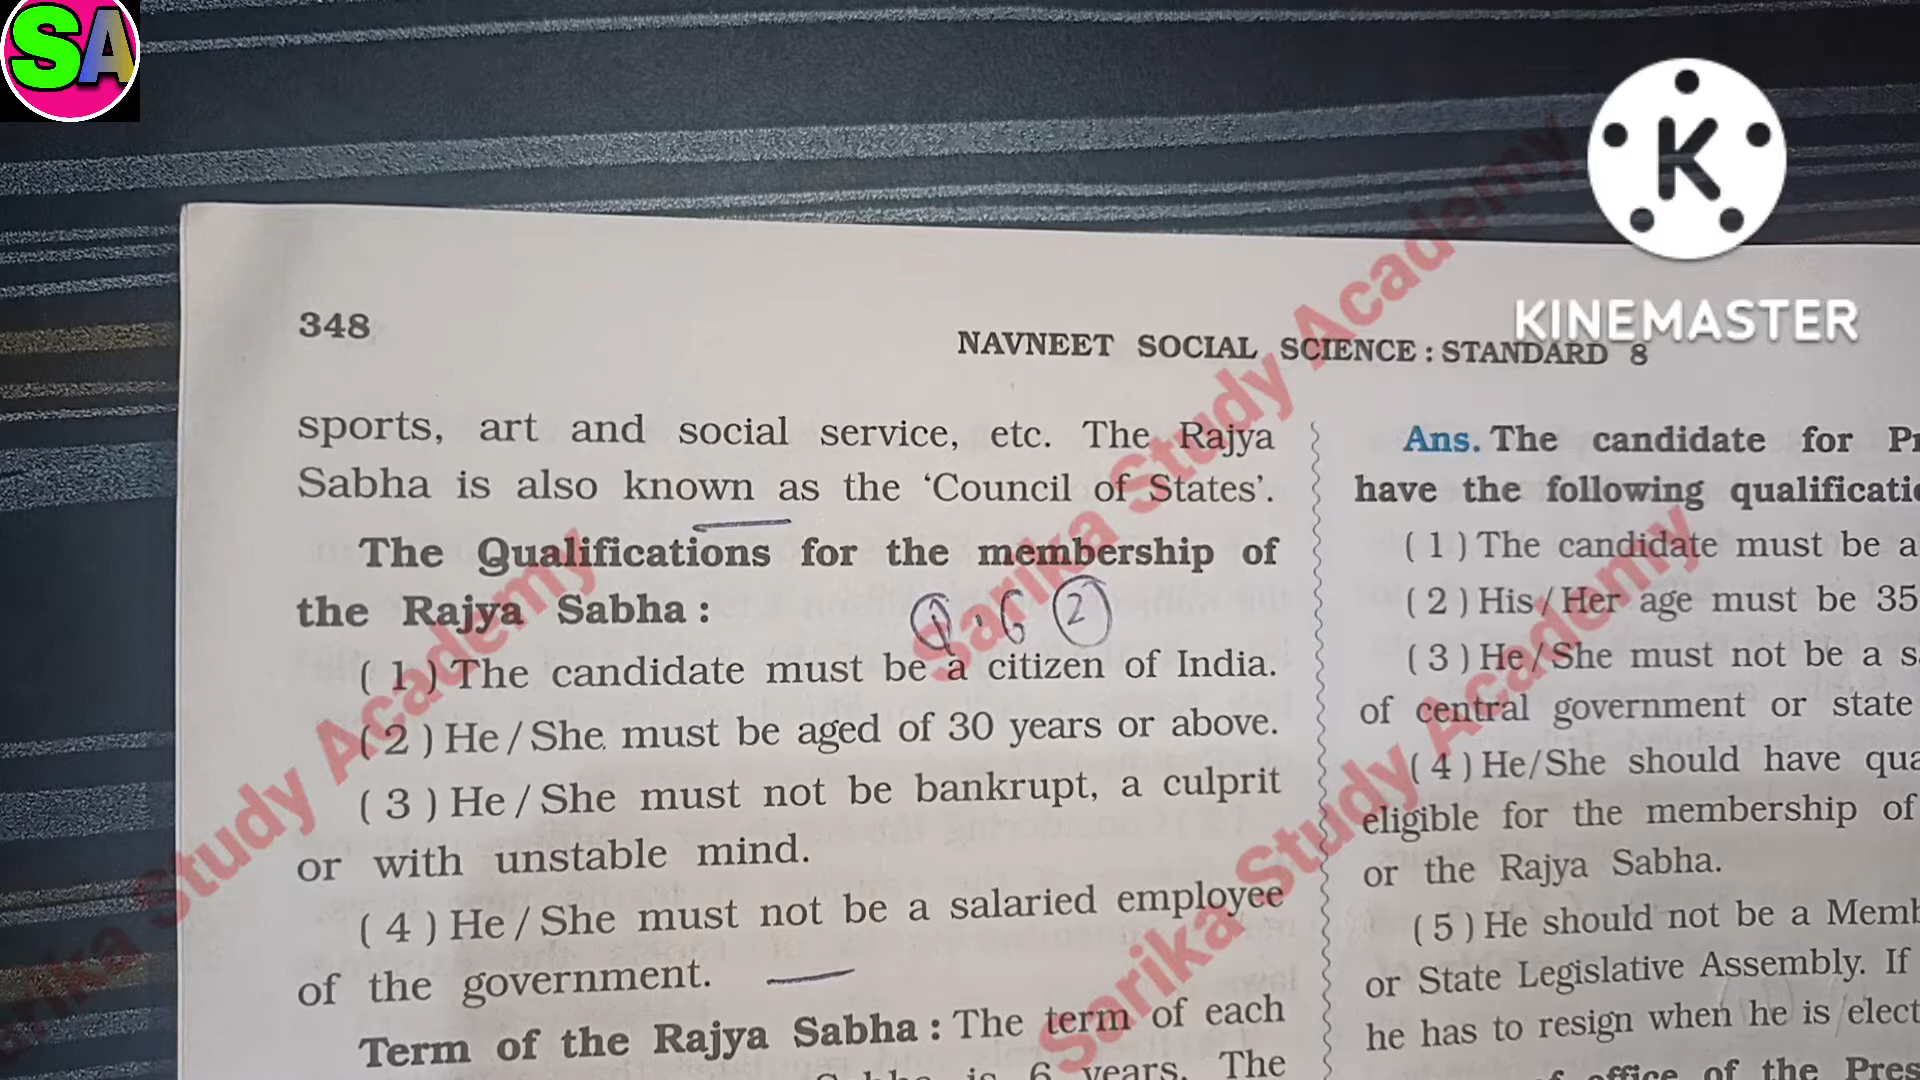 SA
KINEMASTER
348
NAVNEET SOCIAL SCIENCE : STANDARD 8
sports, art and social service, etc. The Rajya
Sabha is also known as the ‘Council of States’.
The Qualifications for the membership of
the Rajya Sabha :
Q. 6 2
( 1 ) The candidate must be a citizen of India.
( 2 ) He / She must be aged of 30 years or above.
( 3 ) He / She must not be bankrupt, a culprit
or with unstable mind.
( 4 ) He / She must not be a salaried employee
of the government.
Term of the Rajya Sabha : The term of each
is 6 years. The
Ans. The candidate for
have the following
( 1 ) The candidate must be a
( 2 ) His / Her age must be 35
( 3 ) He / She must not be a
of central government or state
( 4 ) He/She should have
eligible for the membership of
or the Rajya Sabha.
( 5 ) He should not be a
or State Legislative Assembly. If
he has to resign when he is
office of the
Sarika Study Academy
Sarika Study Academy
Sarika Study Academy